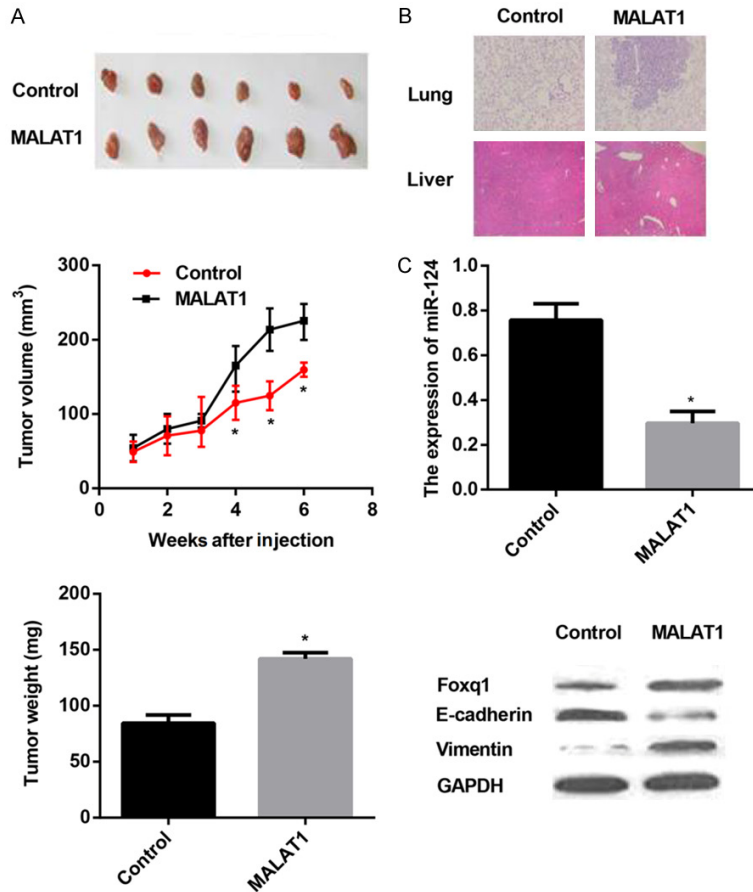 A
Control
MALAT1
B
Control MALAT1
Lung
Liver
Tumor volume (mm³)
300
200
100
0
Control
MALAT1
*
*
*
0 2 4 6 8
Weeks after injection
C
The expression of miR-124
1.0
0.8
0.6
0.4
0.2
0.0
*
Control
MALAT1
Tumor weight (mg)
200
150
100
50
0
*
Control
MALAT1
Control MALAT1
Foxq1
E-cadherin
Vimentin
GAPDH